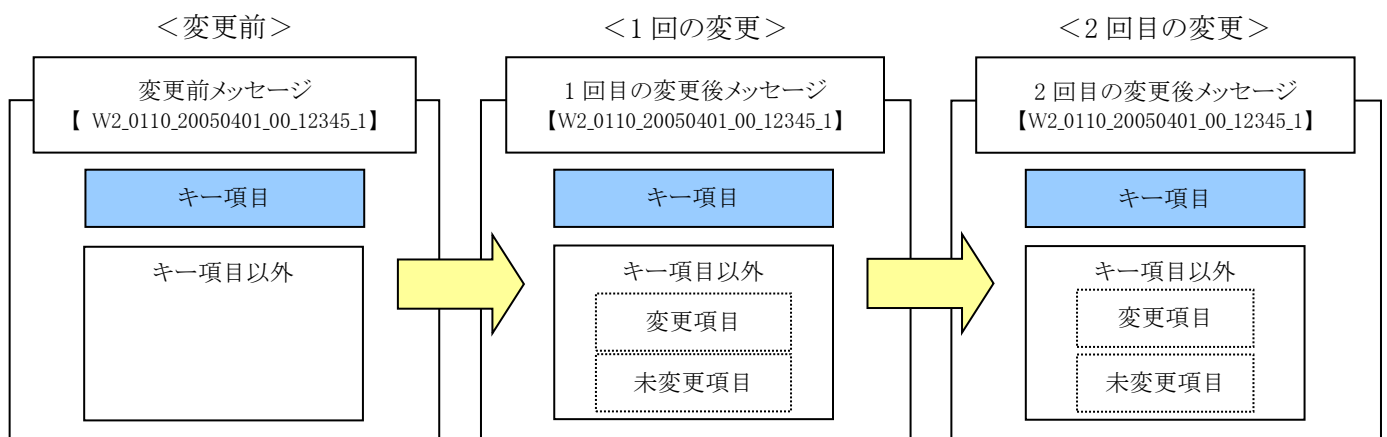 ＜変更前＞
変更前メッセージ
【 W2_0110_20050401_00_12345_1】
キー項目
キー項目以外
＜1 回の変更＞
1 回目の変更後メッセージ
【W2_0110_20050401_00_12345_1】
キー項目
キー項目以外
変更項目
未変更項目
＜2 回目の変更＞
2 回目の変更後メッセージ
【W2_0110_20050401_00_12345_1】
キー項目
キー項目以外
変更項目
未変更項目